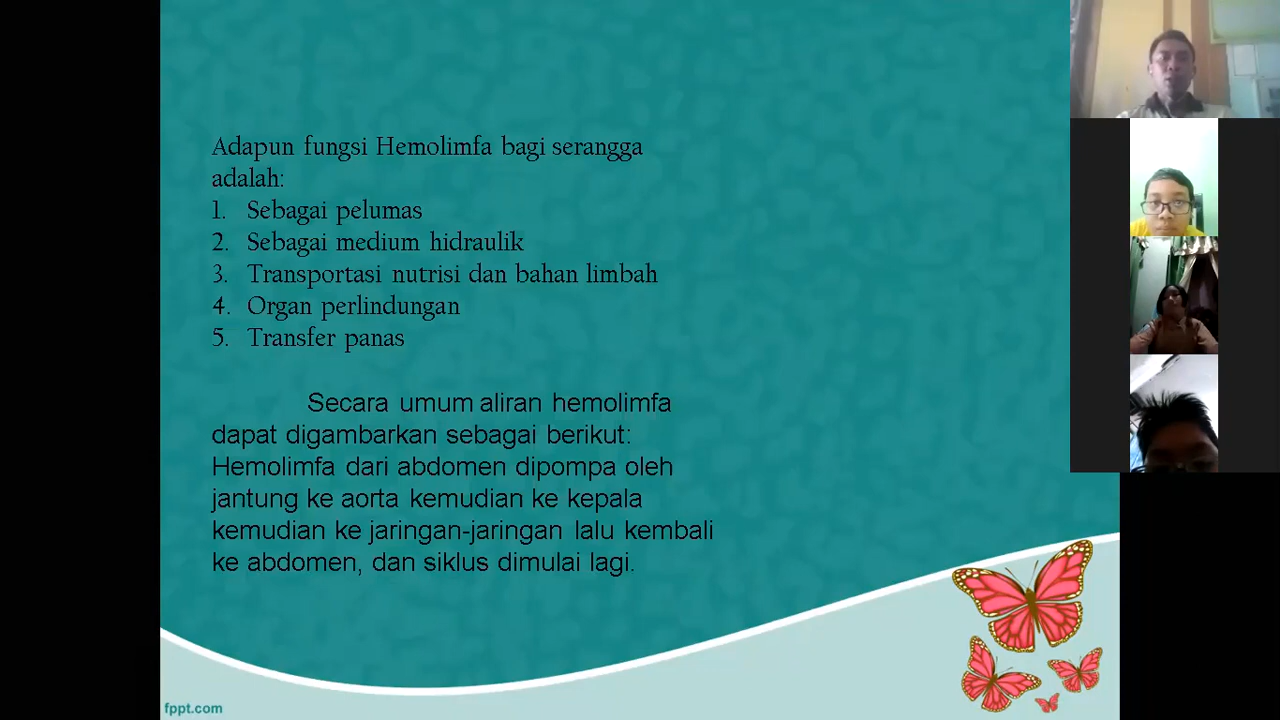 Adapun fungsi Hemolimfa bagi serangga
adalah:
1. Sebagai pelumas
2. Sebagai medium hidraulik
3. Transportasi nutrisi dan bahan limbah
4. Organ perlindungan
5. Transfer panas
Secara umum aliran hemolimfa
dapat digambarkan sebagai berikut:
Hemolimfa dari abdomen dipompa oleh
jantung ke aorta kemudian ke kepala
kemudian ke jaringan-jaringan lalu kembali
ke abdomen, dan siklus dimulai lagi.
fppt.com